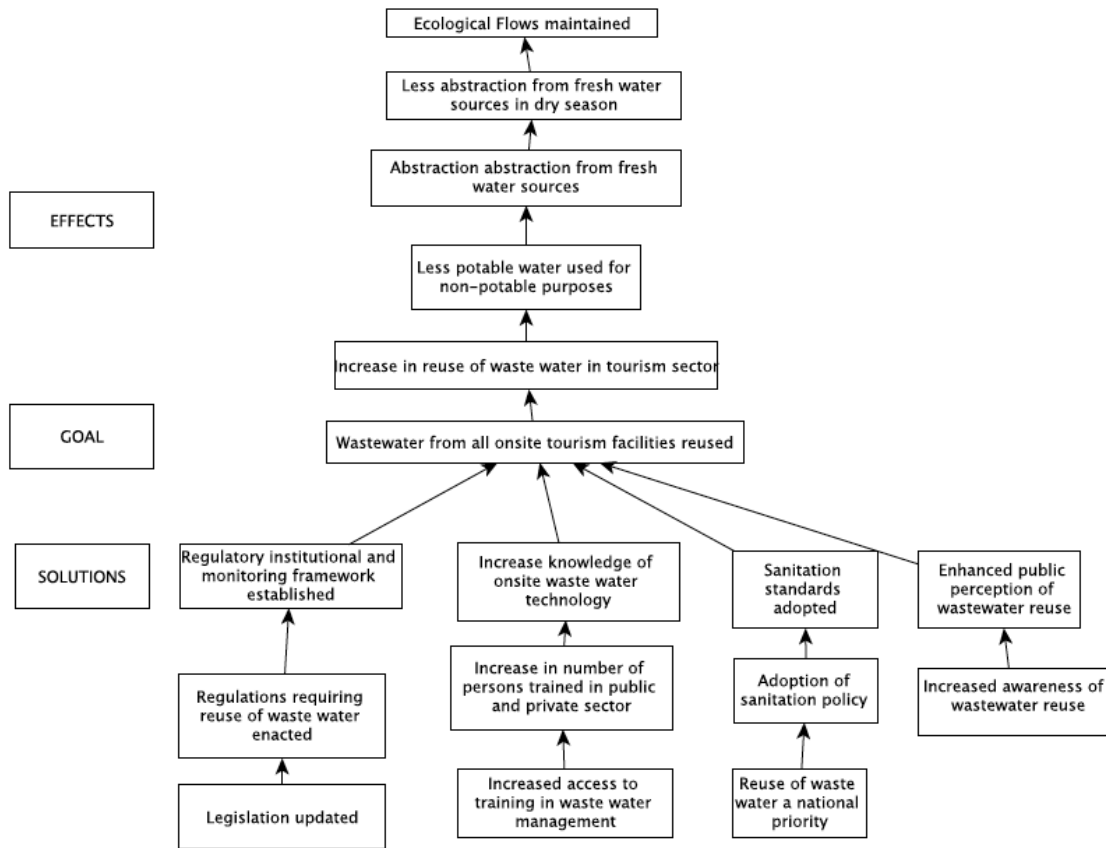 Ecological Flows maintained
Less abstraction from fresh water
sources in dry season
Abstraction abstraction from fresh
water sources
EFFECTS
Less potable water used for
non-potable purposes
Increase in reuse of waste water in tourism sector
GOAL
Wastewater from all onsite tourism facilities reused
SOLUTIONS
Regulatory institutional and
monitoring framework
established
Increase knowledge of
onsite waste water
technology
Sanitation
standards
adopted
Enhanced public
perception of
wastewater reuse
Regulations requiring
reuse of waste water
enacted
Increase in number of
persons trained in public
and private sector
Adoption of
sanitation policy
Increased awareness of
wastewater reuse
Legislation updated
Increased access to
training in waste water
management
Reuse of waste
water a national
priority